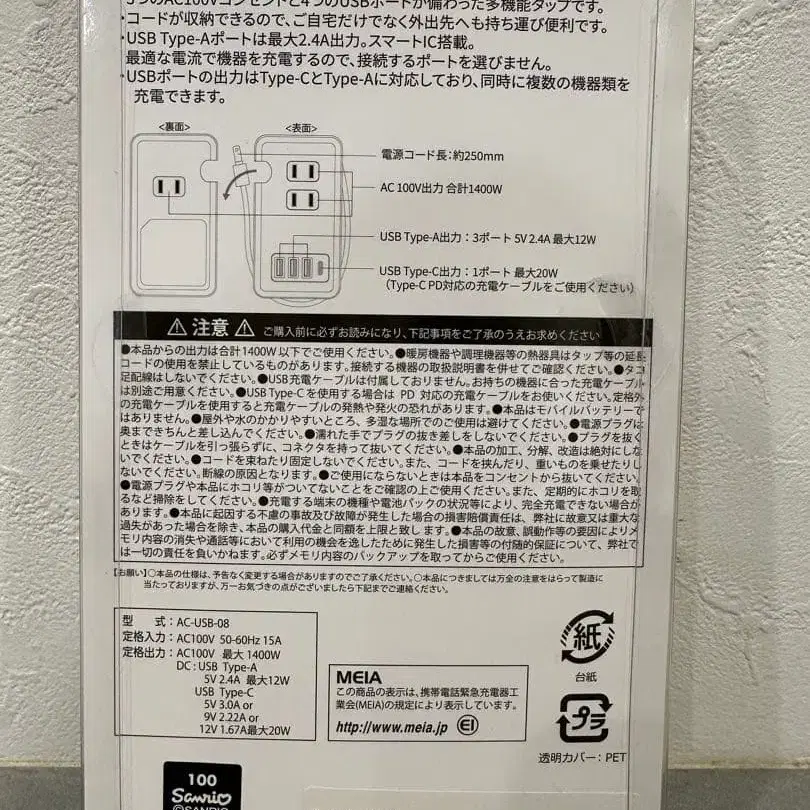 3つのAC100Vコンセントと4つのUSBポートが備わった多機能タップです。
・コードが収納できるので、ご自宅だけでなく外出先へも持ち運び便利です。
・USB Type-Aポートは最大2.4A出力。スマートIC搭載。
最適な電流で機器を充電するので、接続するポートを選びません。
・USBポートの出力はType-CとType-Aに対応しており、同時に複数の機器類を
充電できます。
<裏面>
<表面>
電源コード長：約250mm
AC 100V出力 合計1400W
USB Type-A出力：3ポート 5V 2.4A 最大12W
USB Type-C出力：1ポート 最大20W
（Type-C PD対応の充電ケーブルをご使用ください）
注意 ご購入前に必ずお読みになり、下記事項をご了承のうえお求めください
●本品からの出力は合計1400W以下でご使用ください。●暖房機器や調理機器等の熱器具はタップ等の延長
コードの使用を禁止しているものがあります。接続する機器の取扱説明書を併せてご確認ください。●タコ
足配線はしないでください。●USB充電ケーブルは付属しておりません。お持ちの機器に合った充電ケーブル
は別途ご用意ください。●USB Type-Cを使用する場合は PD 対応の充電ケーブルをお使いください。定格外
の充電ケーブルを使用すると充電ケーブルの発熱や発火の恐れがあります。●本品はモバイルバッテリーで
はありません。●屋外や水のかかりやすいところ、多湿な場所でのご使用は避けてください。●電源プラグは
奥まできちんと差し込んでください。●濡れた手でプラグの抜き差しをしないでください。●プラグを抜く
ときはケーブルを引っ張らずに、コネクタを持って抜いてください。●本品の加工、分解、改造は絶対にしな
いでください。●コードを束ねたり固定しないでください。また、コードを挟んだり、重いものを乗せたりし
ないでください。断線の原因となります。●ご使用にならないときは本品をコンセントから抜いてください。
●電源プラグや本品にホコリ等がついてないことをご確認の上ご使用ください。また、定期的にホコリを取
るなど掃除をしてください。●充電する端末の機種や電池パックの状況等により、完全充電できない場合が
あります。●本品に起因する不慮の事故及び故障が発生した場合の損害賠償責任は、弊社に故意又は重大な
過失があった場合を除き、本品の購入代金と同額を上限と致します。●本品の故意、誤動作等の要因によりメ
モリ内容の消失や通話等において利用の機会を逸したために発生した損害等の付随的保証について、弊社で
は一切の責任を負いかねます。必ずメモリ内容のバックアップを取ってからご使用ください。
【お願い】○本品の仕様は、予告なく変更する場合がありますのでご了承ください。○本品につきましては万全の注意をはらって製造に
当たっておりますが、万一お気づきの点がございましたら下記までご連絡ください。
型　式：AC-USB-08
定格入力：AC100V 50-60Hz 15A
定格出力：AC100V 最大 1400W
DC：USB Type-A
5V 2.4A 最大12W
USB Type-C
5V 3.0A or
9V 2.22A or
12V 1.67A最大20W
MEIA
この商品の表示は、携帯電話緊急充電器工
業会(MEIA)の規定により表示しています。
http://www.meia.jp
紙
台紙
プラ
透明カバー：PET
100
Sanrio
©SANRIO